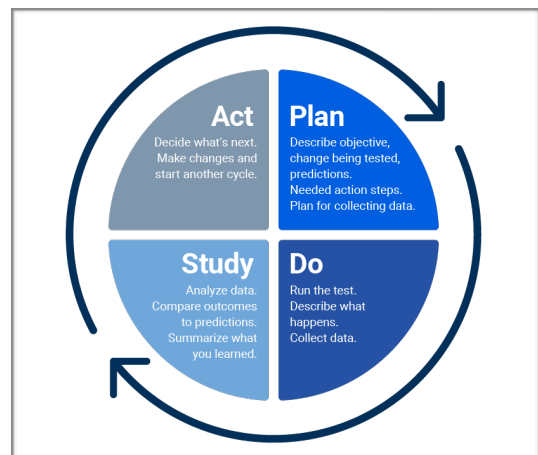 Act
Decide what's next.
Make changes and
start another cycle.
Plan
Describe objective,
change being tested,
predictions.
Needed action steps.
Plan for collecting data.
Study
Analyze data.
Compare outcomes
to predictions.
Summarize what
you learned.
Do
Run the test.
Describe what
happens.
Collect data.